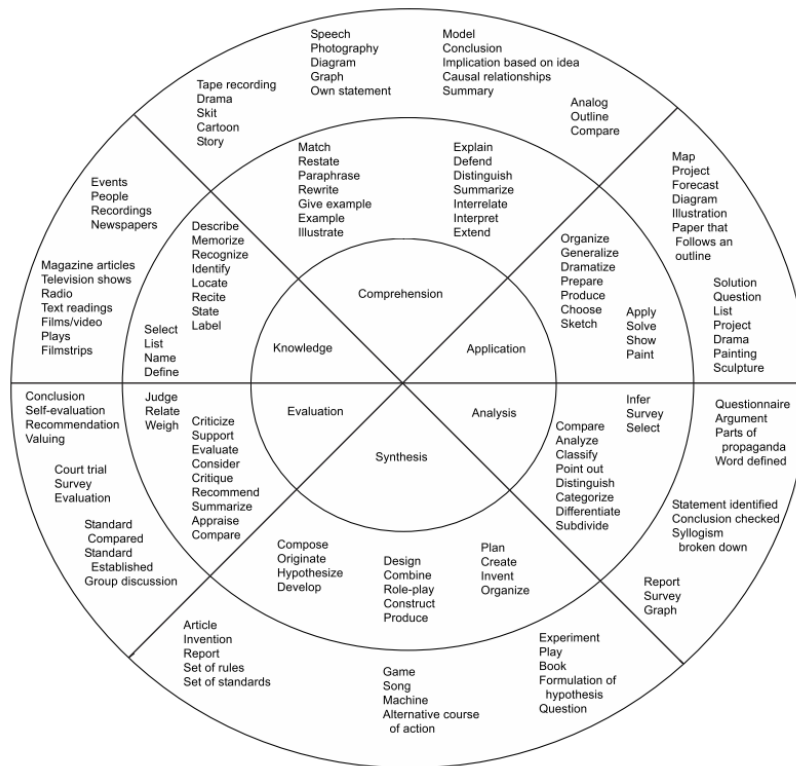 Speech
Photography
Diagram
Graph
Own statement
Model
Conclusion
Implication based on idea
Causal relationships
Summary
Tape recording
Drama
Skit
Cartoon
Story
Analog
Outline
Compare
Match
Restate
Paraphrase
Rewrite
Give example
Example
Illustrate
Explain
Defend
Distinguish
Summarize
Interrelate
Interpret
Extend
Comprehension
Events
People
Recordings
Newspapers
Magazine articles
Television shows
Radio
Text readings
Films/video
Plays
Filmstrips
Describe
Memorize
Recognize
Identify
Locate
Recite
State
Label
Select
List
Name
Define
Knowledge
Map
Project
Forecast
Diagram
Illustration
Paper that
Follows an
outline
Solution
Question
List
Project
Drama
Painting
Sculpture
Organize
Generalize
Dramatize
Prepare
Produce
Choose
Sketch
Apply
Solve
Show
Paint
Application
Evaluation
Judge
Relate
Weigh
Criticize
Support
Evaluate
Consider
Critique
Recommend
Summarize
Appraise
Compare
Conclusion
Self-evaluation
Recommendation
Valuing
Court trial
Survey
Evaluation
Standard
Compared
Standard
Established
Group discussion
Analysis
Infer
Survey
Select
Compare
Analyze
Classify
Point out
Distinguish
Categorize
Differentiate
Subdivide
Questionnaire
Argument
Parts of
propaganda
Word defined
Statement identified
Conclusion checked
Syllogism
broken down
Report
Survey
Graph
Synthesis
Compose
Originate
Hypothesize
Develop
Design
Combine
Role-play
Construct
Produce
Plan
Create
Invent
Organize
Article
Invention
Report
Set of rules
Set of standards
Game
Song
Machine
Alternative course
of action
Experiment
Play
Book
Formulation of
hypothesis
Question